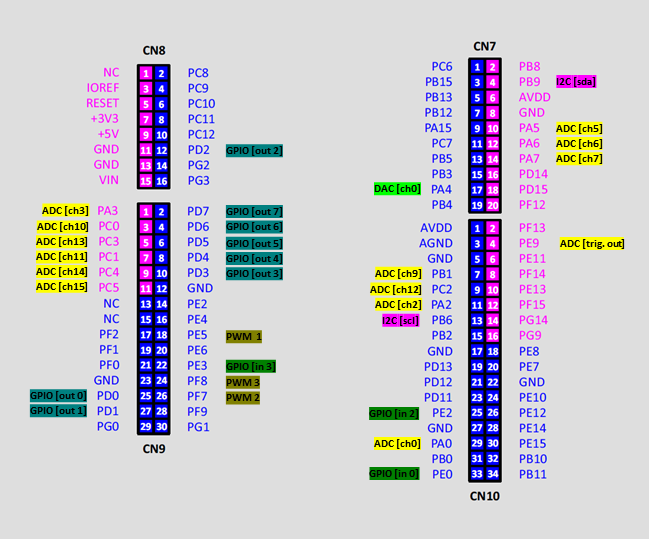 CN8
NC 1 2 PC8
IOREF 3 4 PC9
RESET 5 6 PC10
+3V3 7 8 PC11
+5V 9 10 PC12
GND 11 12 PD2 GPIO [out 2]
GND 13 14 PG2
VIN 15 16 PG3
ADC [ch3] PA3 1 2 PD7 GPIO [out 7]
ADC [ch10] PC0 3 4 PD6 GPIO [out 6]
ADC [ch13] PC3 5 6 PD5 GPIO [out 5]
ADC [ch11] PC1 7 8 PD4 GPIO [out 4]
ADC [ch14] PC4 9 10 PD3 GPIO [out 3]
ADC [ch15] PC5 11 12 GND
NC 13 14 PE2
NC 15 16 PE4
PF2 17 18 PE5 PWM 1
PF1 19 20 PE6
PF0 21 22 PE3 GPIO [in 3]
GND 23 24 PF8 PWM 3
GPIO [out 0] PD0 25 26 PF7 PWM 2
GPIO [out 1] PD1 27 28 PF9
PG0 29 30 PG1
CN9
CN7
PC6 1 2 PB8
PB15 3 4 PB9 I2C [sda]
PB13 5 6 AVDD
PB12 7 8 GND
PA15 9 10 PA5 ADC [ch5]
PC7 11 12 PA6 ADC [ch6]
PB5 13 14 PA7 ADC [ch7]
PB3 15 16 PD14
DAC [ch0] PA4 17 18 PD15
PB4 19 20 PF12
AVDD 1 2 PF13
AGND 3 4 PE9 ADC [trig. out]
GND 5 6 PE11
ADC [ch9] PB1 7 8 PF14
ADC [ch12] PC2 9 10 PE13
ADC [ch2] PA2 11 12 PF15
I2C [scl] PB6 13 14 PG14
PB2 15 16 PG9
GND 17 18 PE8
PD13 19 20 PE7
PD12 21 22 GND
PD11 23 24 PE10
GPIO [in 2] PE2 25 26 PE12
GND 27 28 PE14
ADC [ch0] PA0 29 30 PE15
PB0 31 32 PB10
GPIO [in 0] PE0 33 34 PB11
CN10